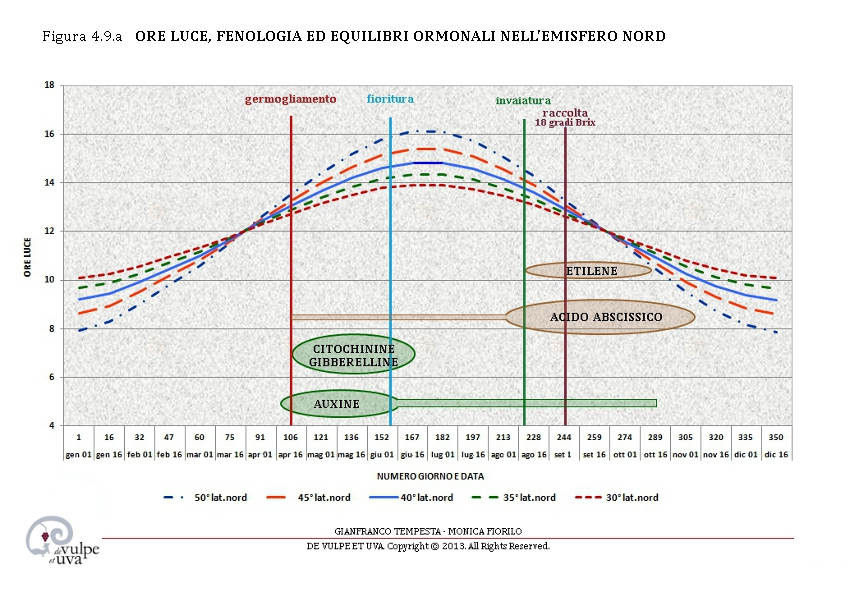 Figura 4.9.a ORE LUCE, FENOLOGIA ED EQUILIBRI ORMONALI NELL'EMISFERO NORD
18
16
14
12
10
8
6
4
ORE LUCE
germogliamento
fioritura
invaiatura
raccolta
18 gradi Brix
ETILENE
ACIDO ABSCISSICO
CITOCHININE
GIBBERELLINE
AUXINE
1 16 32 47 60 75 91 106 121 136 152 167 182 197 213 228 244 259 274 289 305 320 335 350
gen 01 gen 16 feb 01 feb 16 mar 01 mar 16 apr 01 apr 16 mag 01 mag 16 giu 01 giu 16 lug 01 lug 16 ago 01 ago 16 set 1 set 16 ott 01 ott 16 nov 01 nov 16 dic 01 dic 16
NUMERO GIORNO E DATA
50° lat.nord 45° lat.nord 40° lat.nord 35° lat.nord 30° lat.nord
de vulpe
et uva
GIANFRANCO TEMPESTA - MONICA FIORILO
DE VULPE ET UVA. Copyright © 2013. All Rights Reserved.